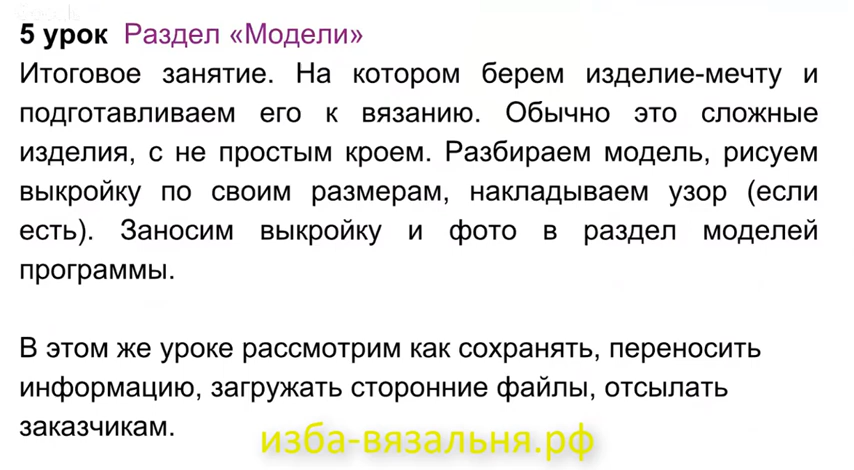 5 урок Раздел «Модели»
Итоговое занятие. На котором берем изделие-мечту и
подготавливаем его к вязанию. Обычно это сложные
изделия, с не простым кроем. Разбираем модель, рисуем
выкройку по своим размерам, накладываем узор (если
есть). Заносим выкройку и фото в раздел моделей
программы.
В этом же уроке рассмотрим как сохранять, переносить
информацию, загружать сторонние файлы, отсылать
заказчикам.
изба-вязальня.рф